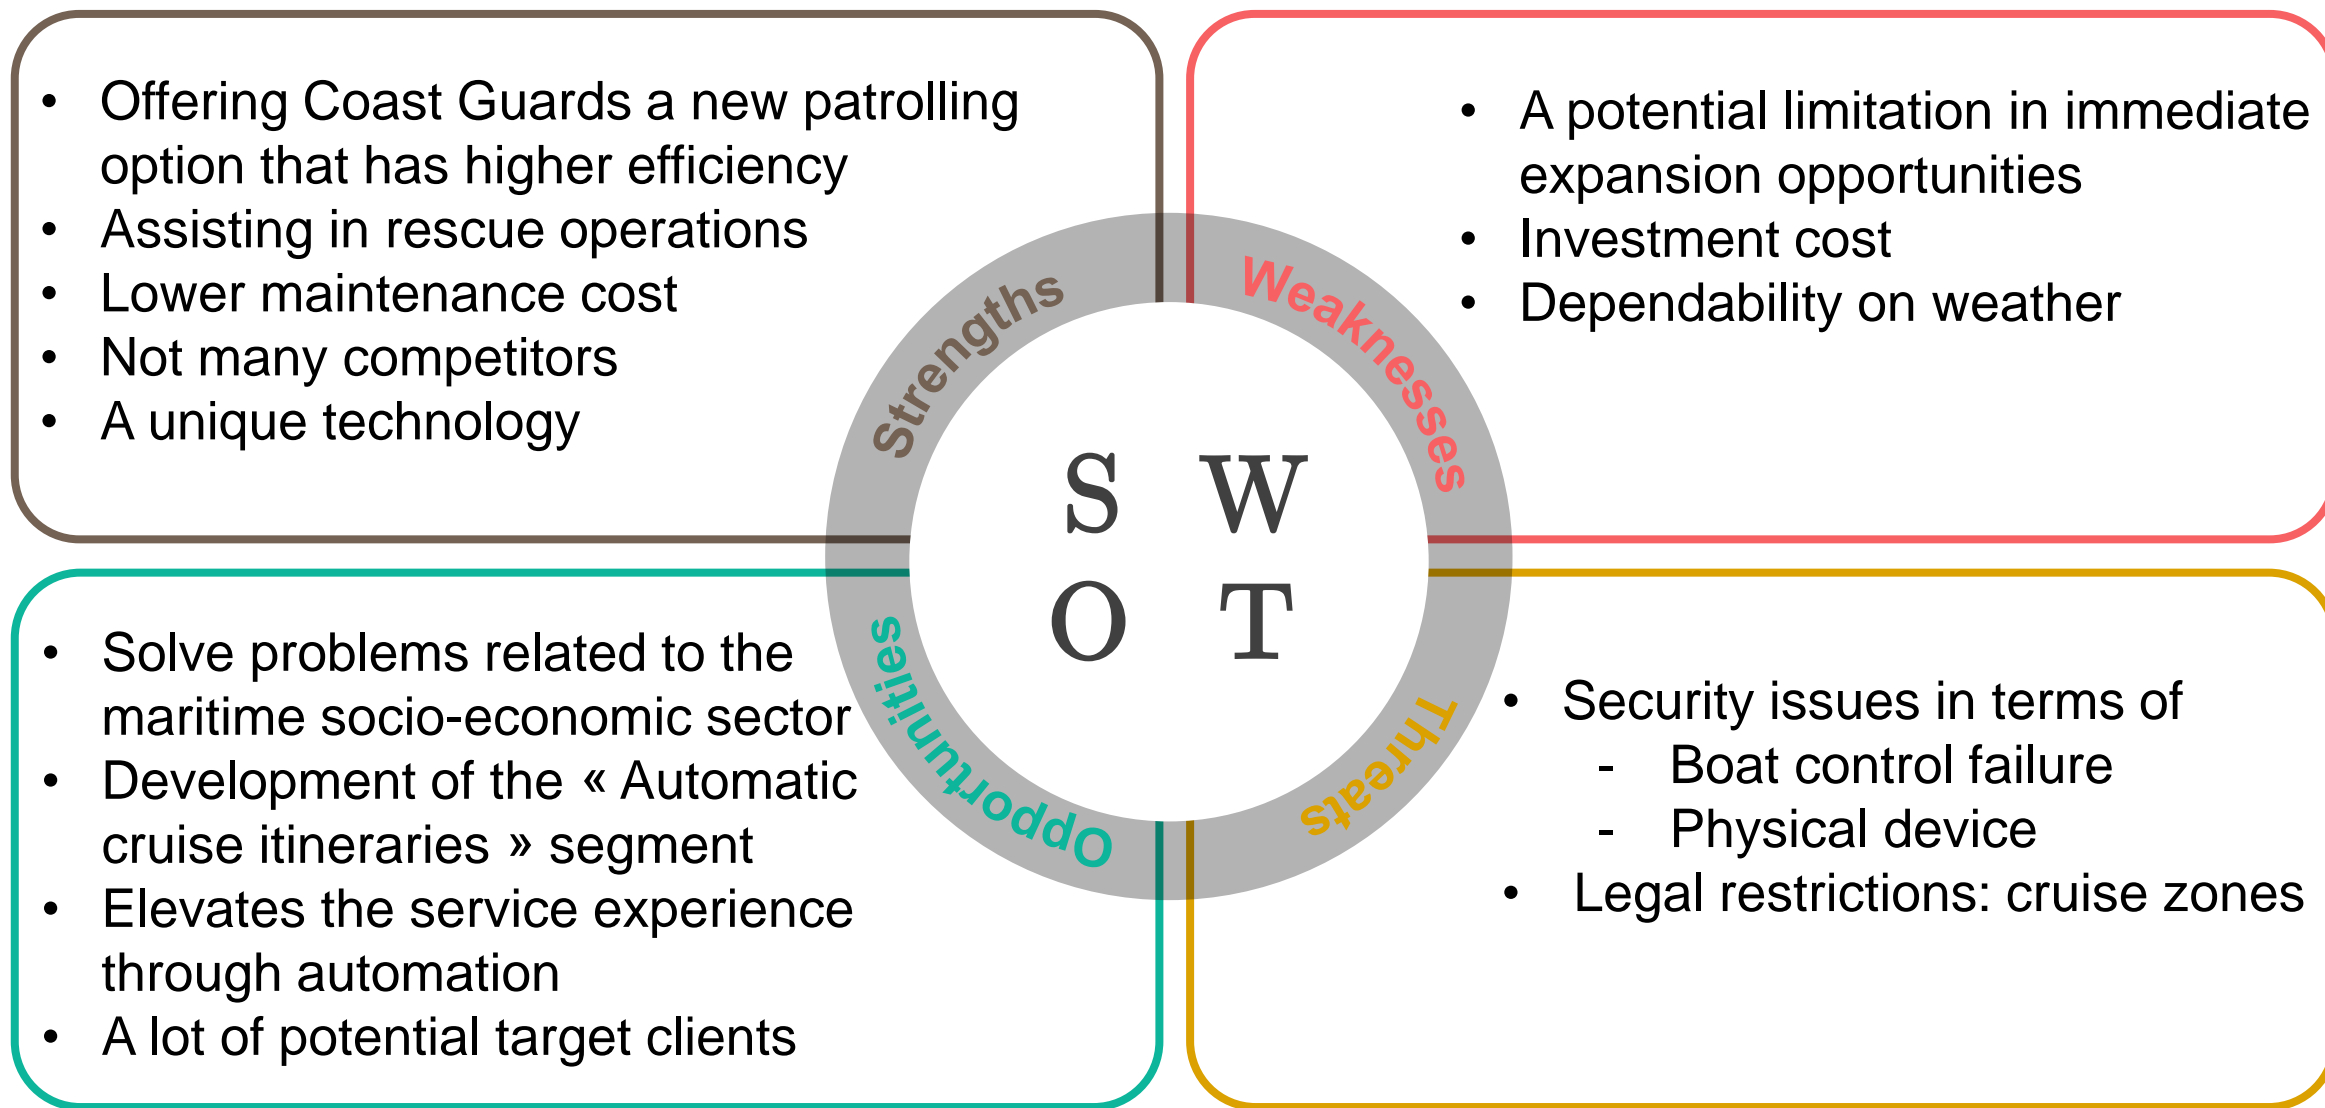 • Offering Coast Guards a new patrolling
option that has higher efficiency
• Assisting in rescue operations
• Lower maintenance cost
• Not many competitors
• A unique technology
• A potential limitation in immediate
expansion opportunities
• Investment cost
• Dependability on weather
Strengths
Weaknesses
S W
O T
Opportunities
Threats
• Solve problems related to the
maritime socio-economic sector
• Development of the « Automatic
cruise itineraries » segment
• Elevates the service experience
through automation
• A lot of potential target clients
• Security issues in terms of
- Boat control failure
- Physical device
• Legal restrictions: cruise zones